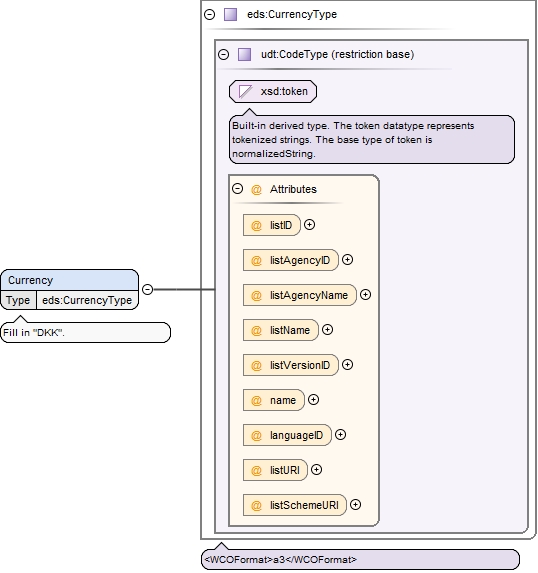 eds:CurrencyType
udt:CodeType (restriction base)
xsd:token
Built-in derived type. The token datatype represents
tokenized strings. The base type of token is
normalizedString.
@ Attributes
@ listID
@ listAgencyID
@ listAgencyName
@ listName
@ listVersionID
@ name
@ languageID
@ listURI
@ listSchemeURI
Currency
Type eds:CurrencyType
Fill in "DKK".
<WCOFormat>a3</WCOFormat>